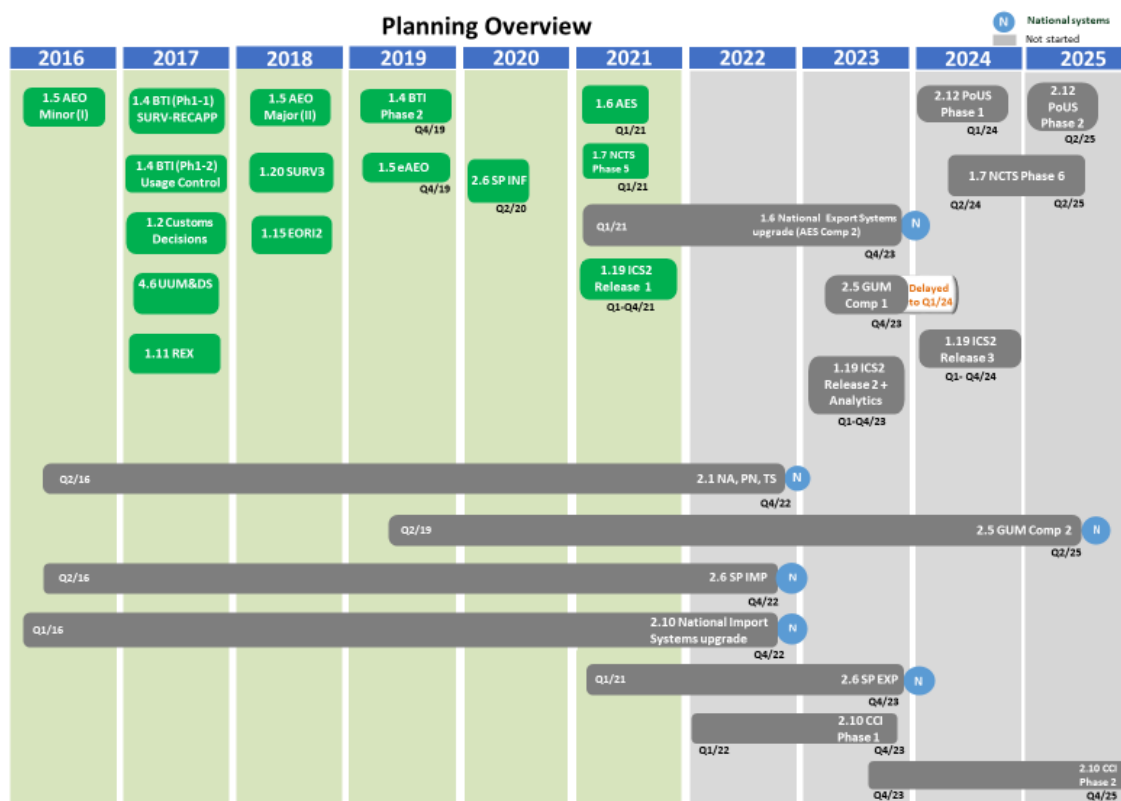 Planning Overview
N
National systems
Not started
2016
2017
2018
2019
2020
2021
2022
2023
2024
2025
1.5 AEO
Minor (I)
1.4 BTI (Ph1-1)
SURV-RECAPP
1.5 AEO
Major (II)
1.4 BTI
Phase 2
Q4/19
1.6 AES
Q1/21
2.12 PoUS
Phase 1
Q1/24
2.12
PoUS
Phase 2
Q2/25
1.4 BTI (Ph1-2)
Usage Control
1.20 SURV3
1.5 eAEO
Q4/19
2.6 SP INF
Q2/20
1.7 NCTS
Phase 5
Q1/21
1.7 NCTS Phase 6
Q2/24
Q2/25
1.2 Customs
Decisions
1.15 EORI2
Q1/21
1.6 National Export Systems
upgrade (AES Comp 2)
N
Q4/23
4.6 UUM&DS
1.19 ICS2
Release 1
Q1-Q4/21
2.5 GUM
Comp 1
Delayed
to Q1/24
Q4/23
1.11 REX
1.19 ICS2
Release 3
Q1- Q4/24
1.19 ICS2
Release 2 +
Analytics
Q1-Q4/23
Q2/16
2.1 NA, PN, TS
N
Q4/22
Q2/19
2.5 GUM Comp 2
N
Q2/25
Q2/16
2.6 SP IMP
N
Q4/22
Q1/16
2.10 National Import
Systems upgrade
N
Q4/22
Q1/21
2.6 SP EXP
N
Q4/23
2.10 CCI
Phase 1
Q1/22
Q4/23
2.10 CCI
Phase 2
Q4/23
Q4/25